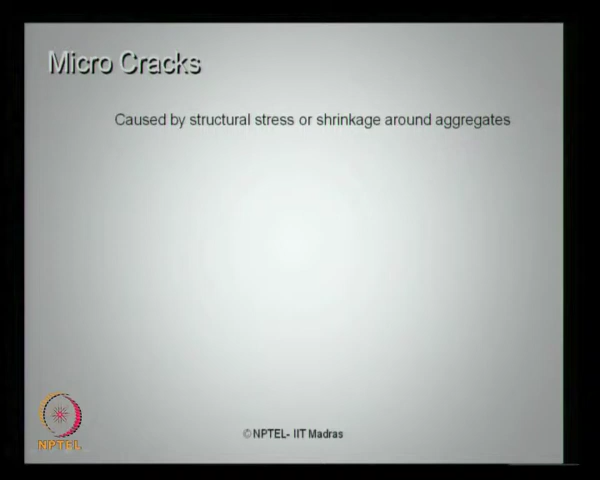 Micro Cracks
Caused by structural stress or shrinkage around aggregates
NPTEL
©NPTEL- IIT Madras